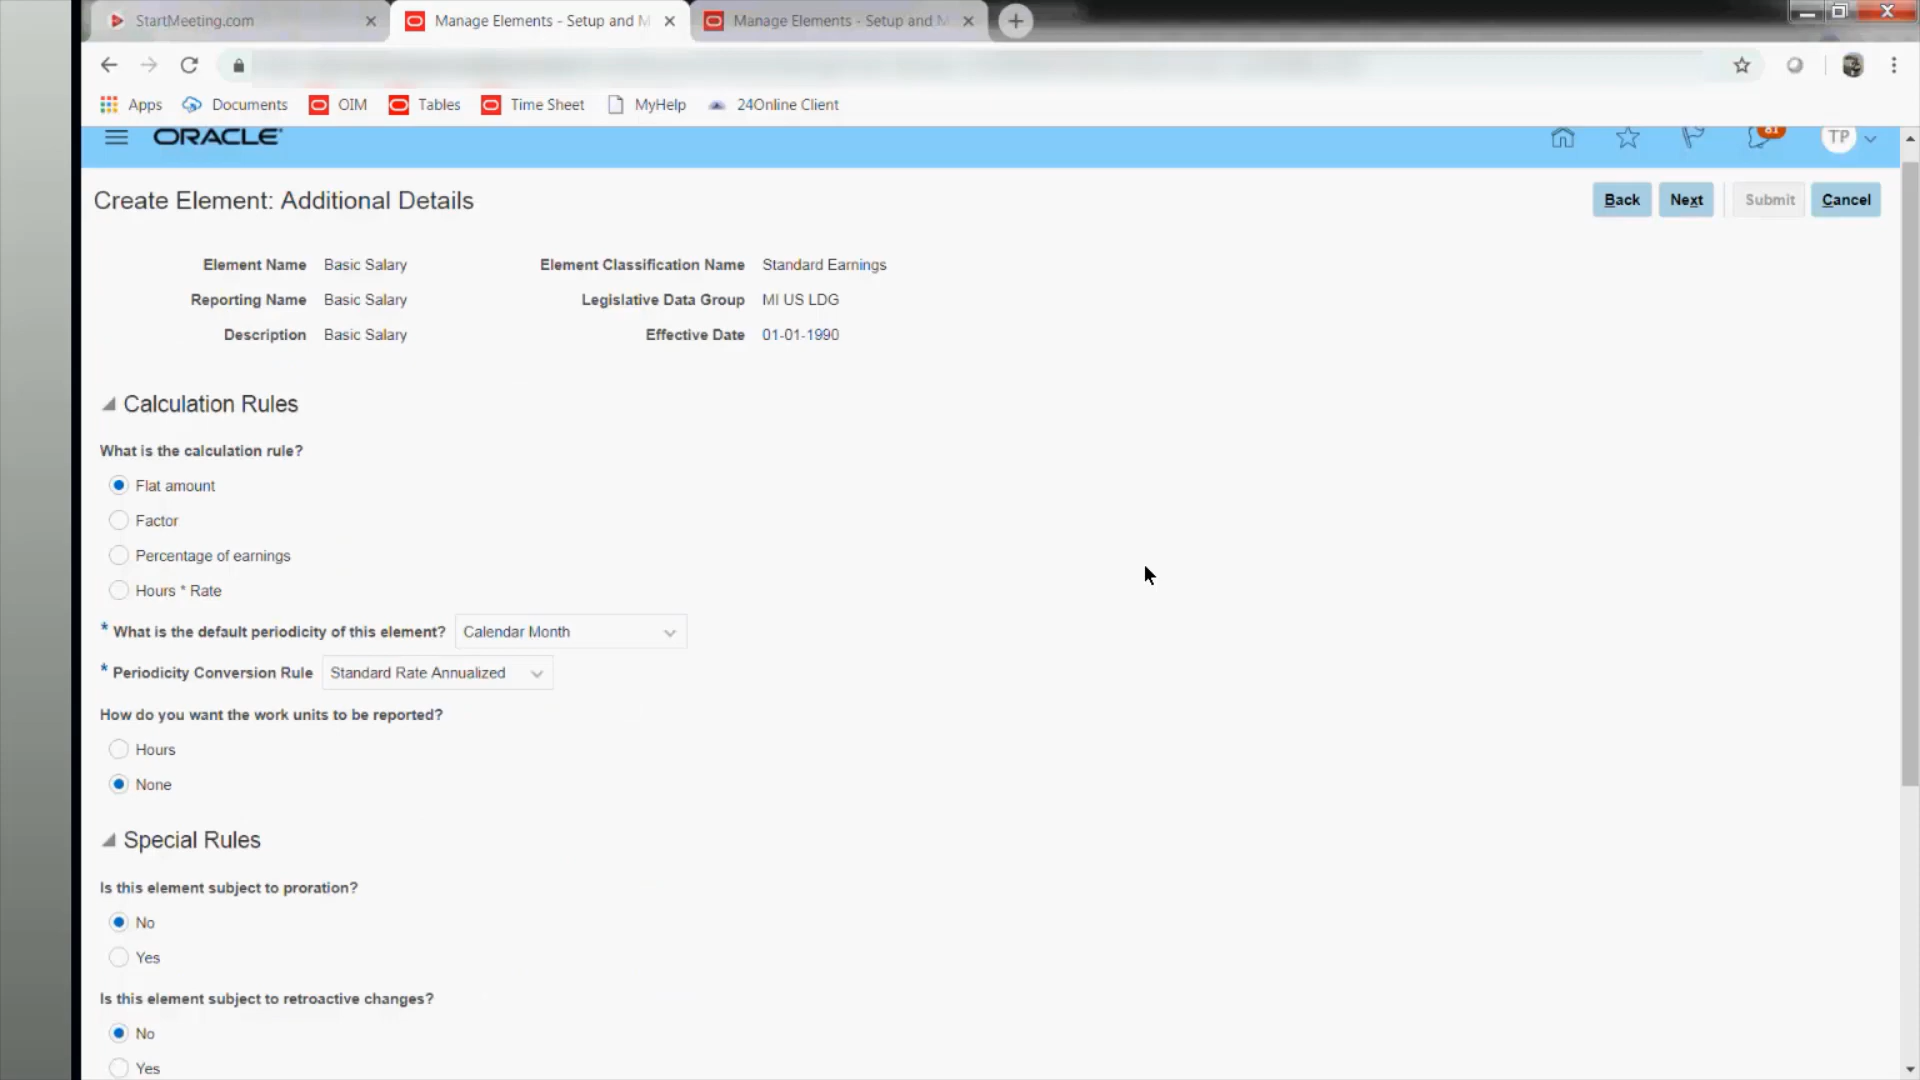 StartMeeting.com
Manage Elements - Setup and M
Manage Elements - Setup and M
Apps
Documents
OIM
Tables
Time Sheet
MyHelp
24Online Client
ORACLE
81
TP
Create Element: Additional Details
Back
Next
Submit
Cancel
Element Name Basic Salary
Element Classification Name Standard Earnings
Reporting Name Basic Salary
Legislative Data Group MI US LDG
Description Basic Salary
Effective Date 01-01-1990
Calculation Rules
What is the calculation rule?
Flat amount
Factor
Percentage of earnings
Hours * Rate
* What is the default periodicity of this element? Calendar Month
* Periodicity Conversion Rule Standard Rate Annualized
How do you want the work units to be reported?
Hours
None
Special Rules
Is this element subject to proration?
No
Yes
Is this element subject to retroactive changes?
No
Yes